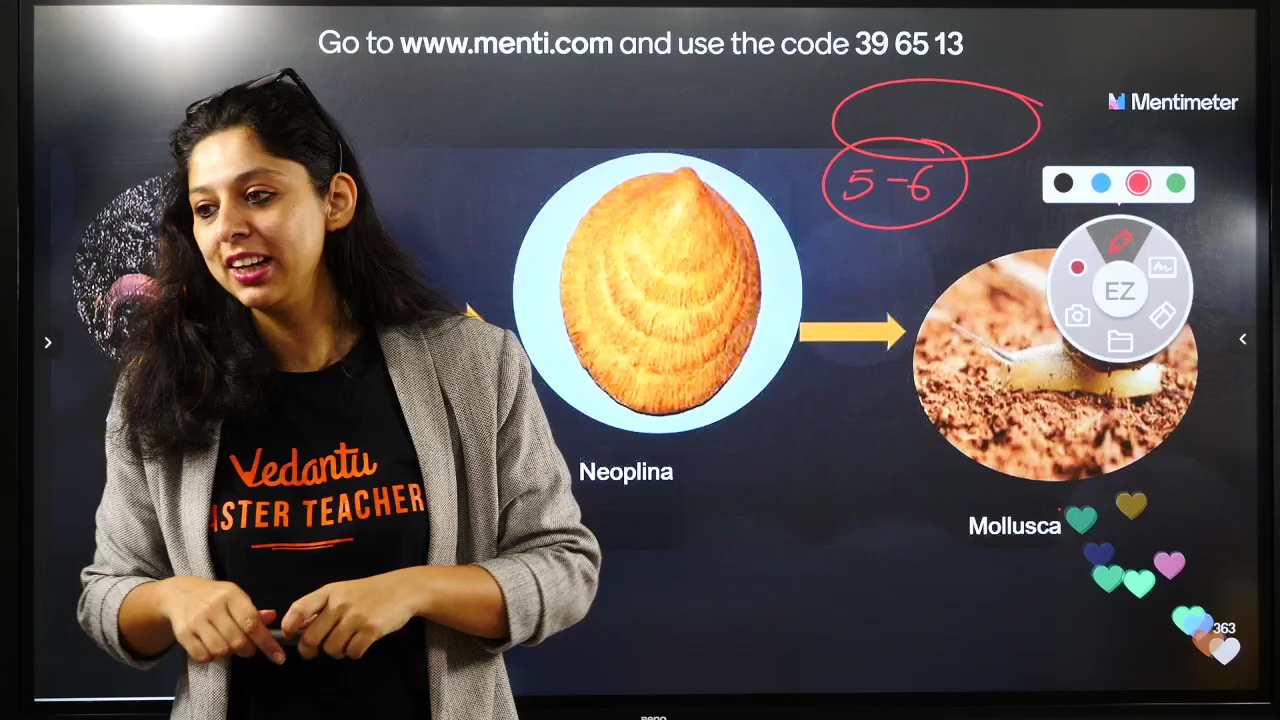 Go to www.menti.com and use the code 39 65 13
Mentimeter
5-6
EZ
Neoplina
Mollusca
363
Vedantu
ASTER TEACHER